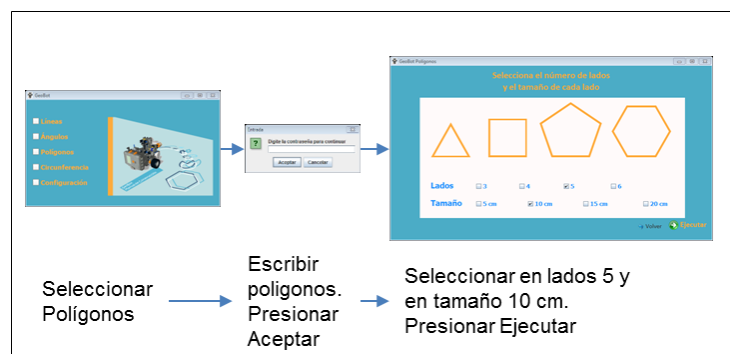 GeoBot
Líneas
Ángulos
Polígonos
Circunferencia
Configuración
Entrada
Digite la contraseña para continuar
Aceptar
Cancelar
GeoBot Polígonos
Selecciona el número de lados
y el tamaño de cada lado
Lados 3 4 5 6
Tamaño 5 cm 10 cm 15 cm 20 cm
Volver Ejecutar
Seleccionar
Polígonos
Escribir
poligonos.
Presionar
Aceptar
Seleccionar en lados 5 y
en tamaño 10 cm.
Presionar Ejecutar